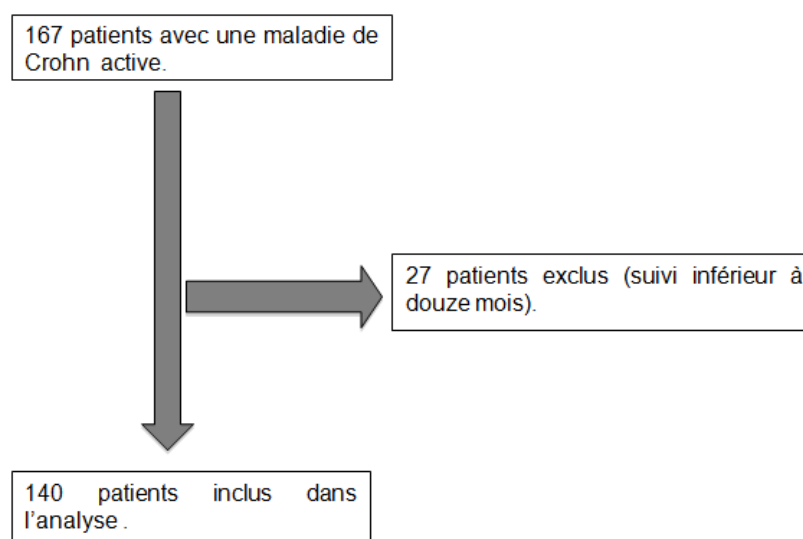 167 patients avec une maladie de
Crohn active.
27 patients exclus (suivi inférieur à
douze mois).
140 patients inclus dans
l’analyse .